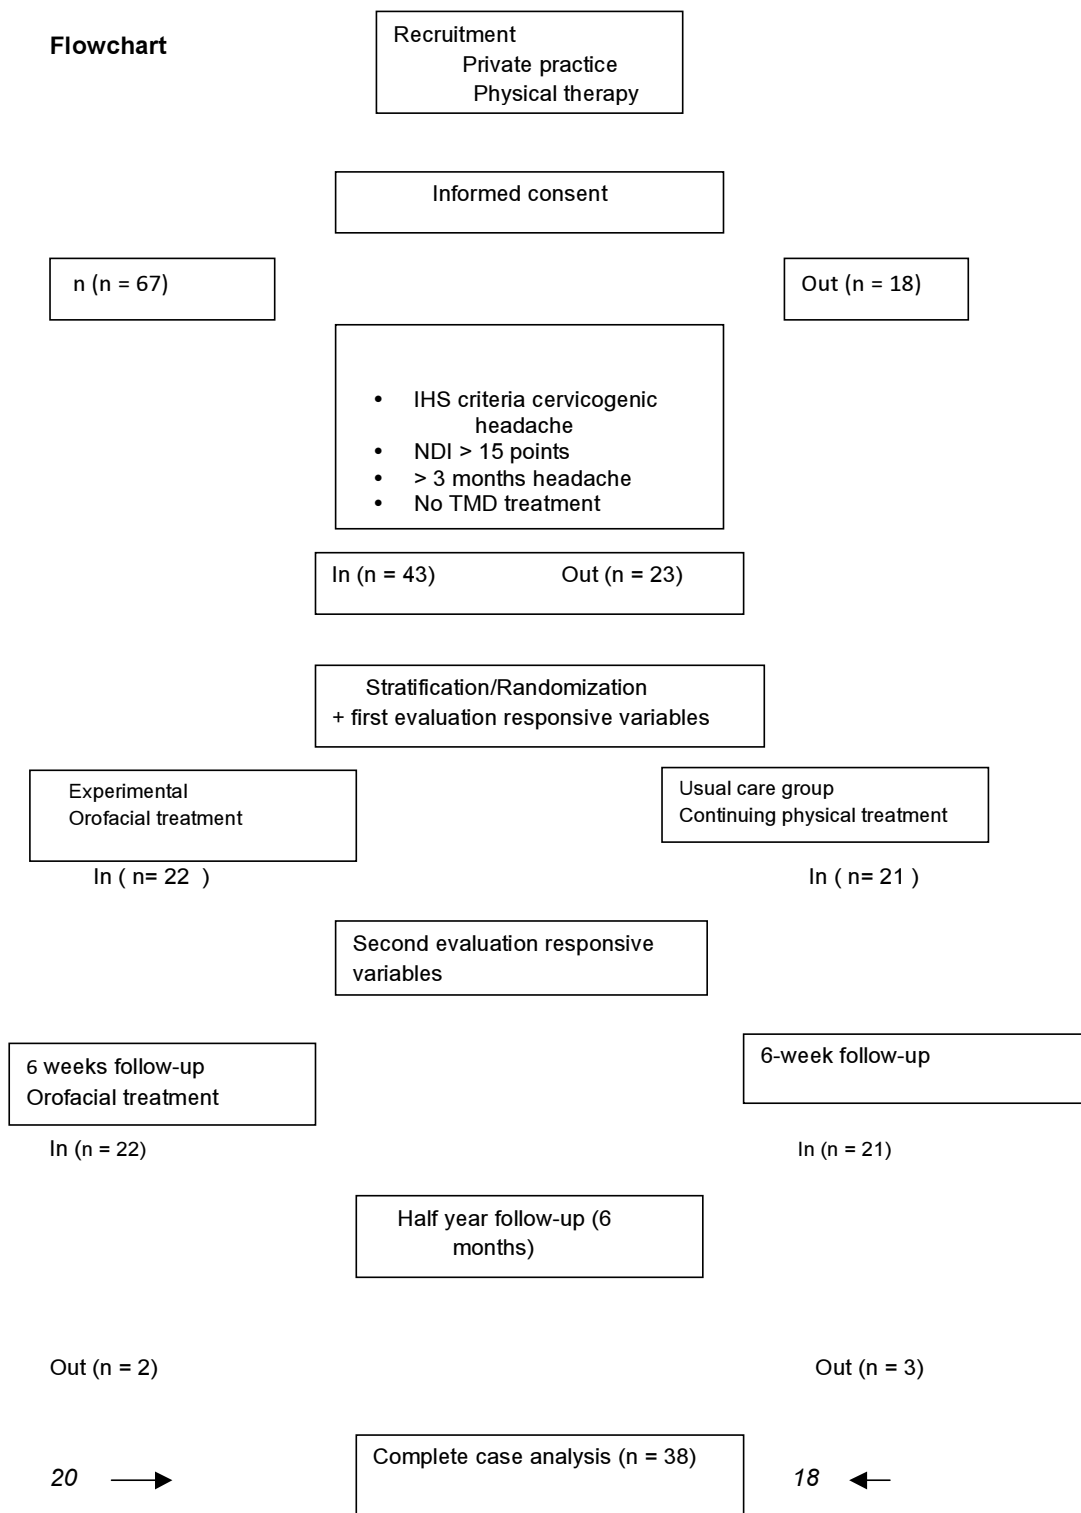 Flowchart
Recruitment
Private practice
Physical therapy
Informed consent
n (n = 67)
Out (n = 18)
• IHS criteria cervicogenic
headache
• NDI > 15 points
• > 3 months headache
• No TMD treatment
In (n = 43) Out (n = 23)
Stratification/Randomization
+ first evaluation responsive variables
Experimental
Orofacial treatment
Usual care group
Continuing physical treatment
In ( n= 22 )
In ( n= 21 )
Second evaluation responsive
variables
6 weeks follow-up
Orofacial treatment
6-week follow-up
In (n = 22)
In (n = 21)
Half year follow-up (6
months)
Out (n = 2)
Out (n = 3)
Complete case analysis (n = 38)
20
18